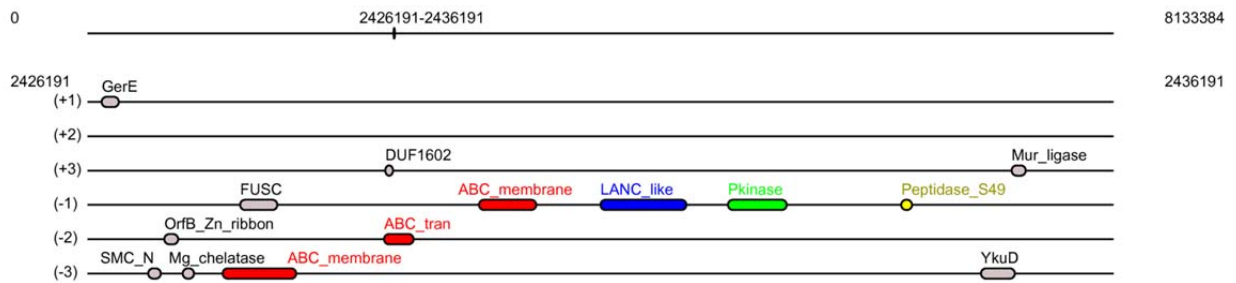 0 2426191-2436191 8133384
2426191 GerE 2436191
(+1)
(+2)
DUF1602 Mur_ligase
(+3)
FUSC ABC_membrane LANC_like Pkinase Peptidase_S49
(-1)
OrfB_Zn_ribbon ABC_tran
(-2)
SMC_N Mg_chelatase ABC_membrane YkuD
(-3)